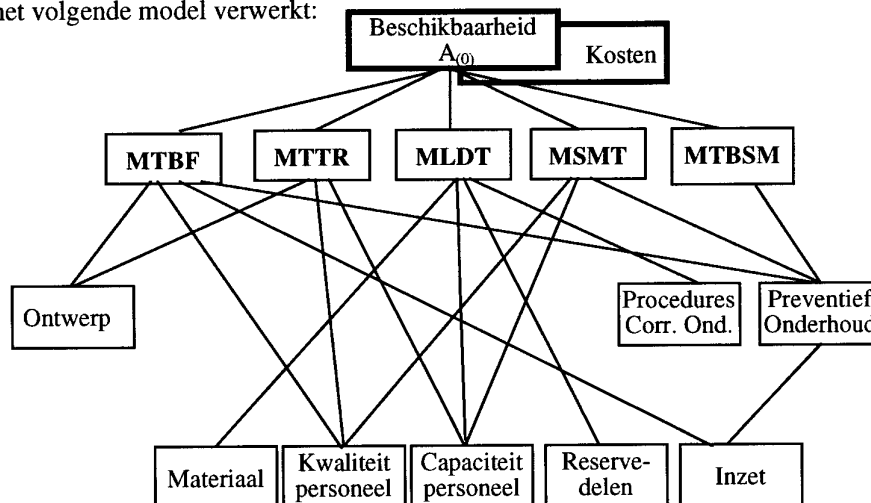 het volgende model verwerkt:
Beschikbaarheid
A(0)
Kosten
MTBF
MTTR
MLDT
MSMT
MTBSM
Ontwerp
Procedures
Corr. Ond.
Preventief
Onderhoud
Materiaal
Kwaliteit
personeel
Capaciteit
personeel
Reserve-
delen
Inzet